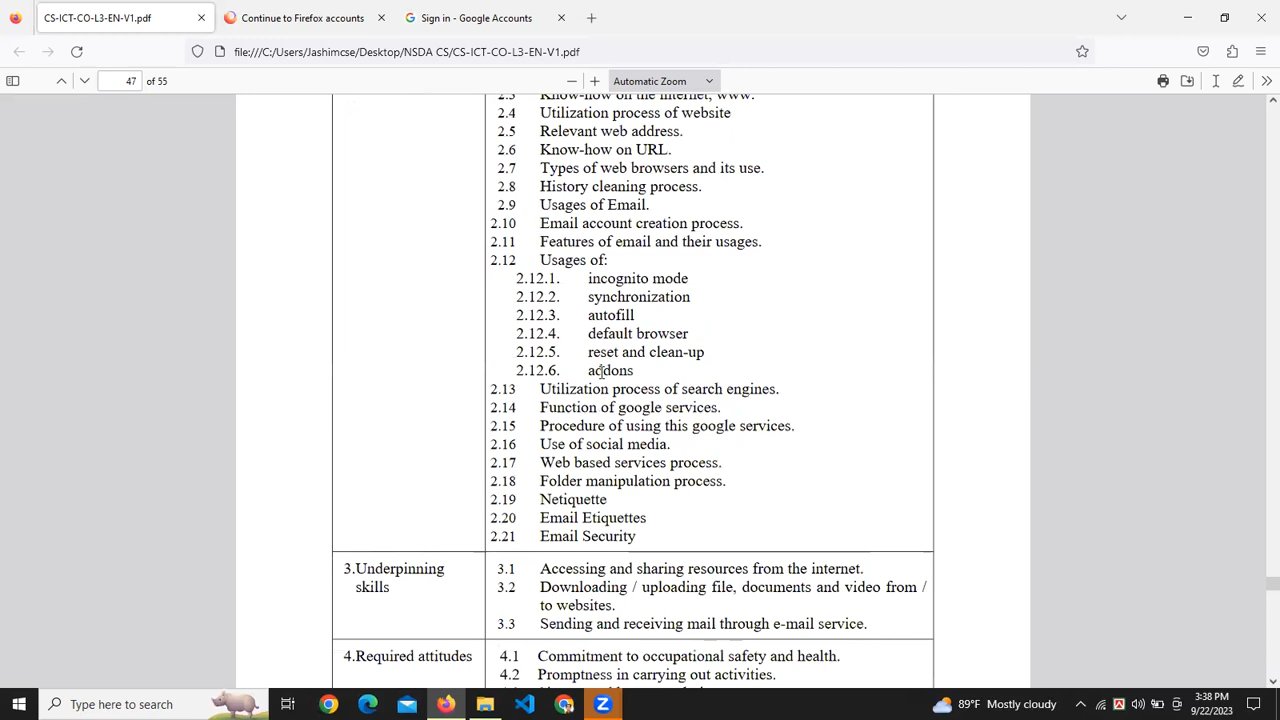 CS-ICT-CO-L3-EN-V1.pdf
Continue to Firefox accounts
Sign in - Google Accounts
file:///C:/Users/Jashimcse/Desktop/NSDA CS/CS-ICT-CO-L3-EN-V1.pdf
47 of 55
Automatic Zoom
2.3 Know-how on the internet, www.
2.4 Utilization process of website
2.5 Relevant web address.
2.6 Know-how on URL.
2.7 Types of web browsers and its use.
2.8 History cleaning process.
2.9 Usages of Email.
2.10 Email account creation process.
2.11 Features of email and their usages.
2.12 Usages of:
2.12.1. incognito mode
2.12.2. synchronization
2.12.3. autofill
2.12.4. default browser
2.12.5. reset and clean-up
2.12.6. addons
2.13 Utilization process of search engines.
2.14 Function of google services.
2.15 Procedure of using this google services.
2.16 Use of social media.
2.17 Web based services process.
2.18 Folder manipulation process.
2.19 Netiquette
2.20 Email Etiquettes
2.21 Email Security
3.Underpinning
skills
3.1 Accessing and sharing resources from the internet.
3.2 Downloading / uploading file, documents and video from /
to websites.
3.3 Sending and receiving mail through e-mail service.
4.Required attitudes
4.1 Commitment to occupational safety and health.
4.2 Promptness in carrying out activities.
Type here to search
89°F Mostly cloudy
3:38 PM
9/22/2023